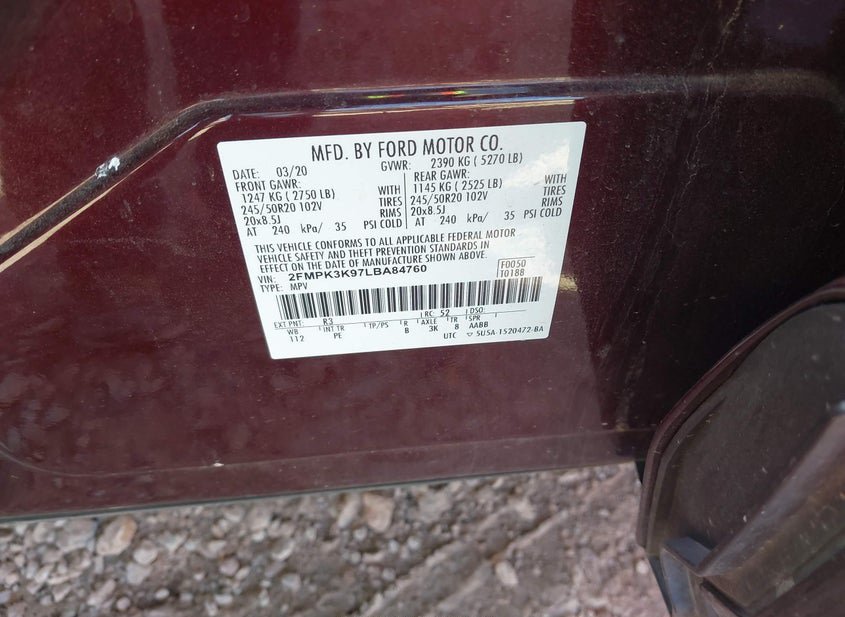 MFD. BY FORD MOTOR CO.
DATE: 03/20 GVWR: 2390 KG ( 5270 LB)
FRONT GAWR: REAR GAWR:
1247 KG ( 2750 LB) WITH 1145 KG ( 2525 LB) WITH
245/50R20 102V TIRES 245/50R20 102V TIRES
20x8.5J RIMS 20x8.5J RIMS
AT 240 kPa/ 35 PSI COLD AT 240 kPa/ 35 PSI COLD
THIS VEHICLE CONFORMS TO ALL APPLICABLE FEDERAL MOTOR
VEHICLE SAFETY AND THEFT PREVENTION STANDARDS IN
EFFECT ON THE DATE OF MANUFACTURE SHOWN ABOVE.
VIN: 2FMPK3K97LBA84760 F0050
TYPE: MPV T0188
EXT PNT: R3 RC: 52 DSO:
WB INT TR TP/PS R AXLE TR SPR
112 PE B 3K 8 AABB
UTC ▽ 5U5A-1520472-BA